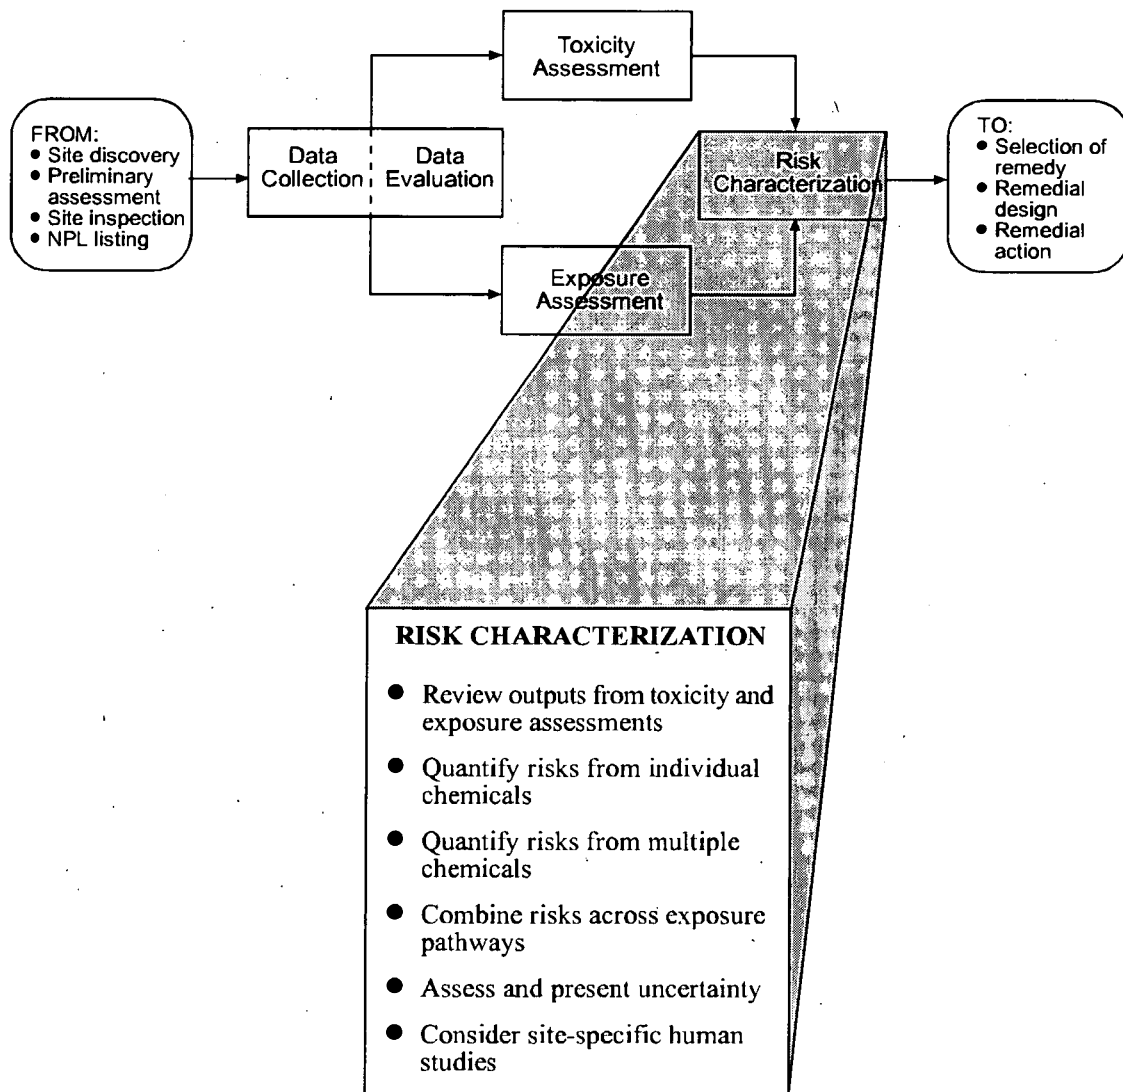 Toxicity
Assessment
FROM:
● Site discovery
● Preliminary
assessment
● Site inspection
● NPL listing
Data
Collection
Data
Evaluation
Risk
Characterization
TO:
● Selection of
remedy
● Remedial
design
● Remedial
action
Exposure
Assessment
RISK CHARACTERIZATION
● Review outputs from toxicity and
exposure assessments
● Quantify risks from individual
chemicals
● Quantify risks from multiple
chemicals
● Combine risks across exposure
pathways
● Assess and present uncertainty
● Consider site-specific human
studies